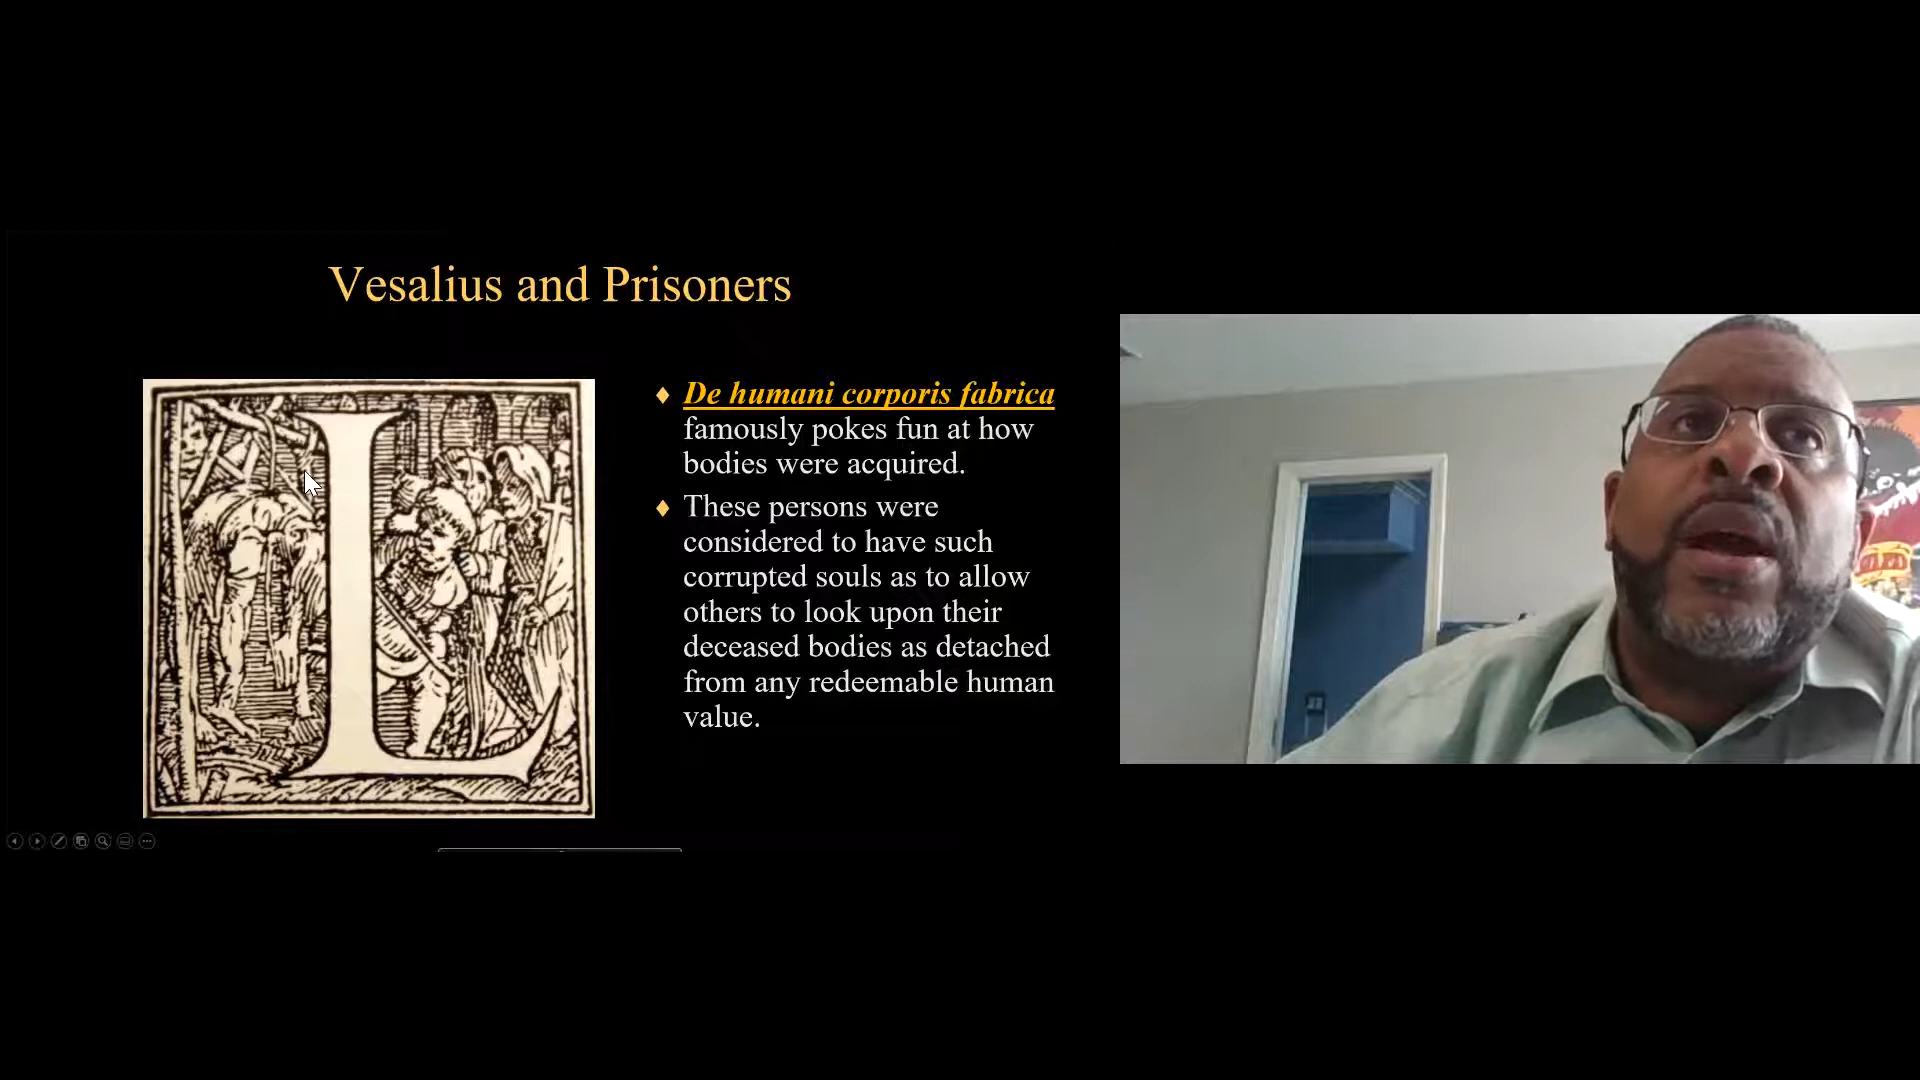 Vesalius and Prisoners
L
De humani corporis fabrica
famously pokes fun at how
bodies were acquired.
These persons were
considered to have such
corrupted souls as to allow
others to look upon their
deceased bodies as detached
from any redeemable human
value.